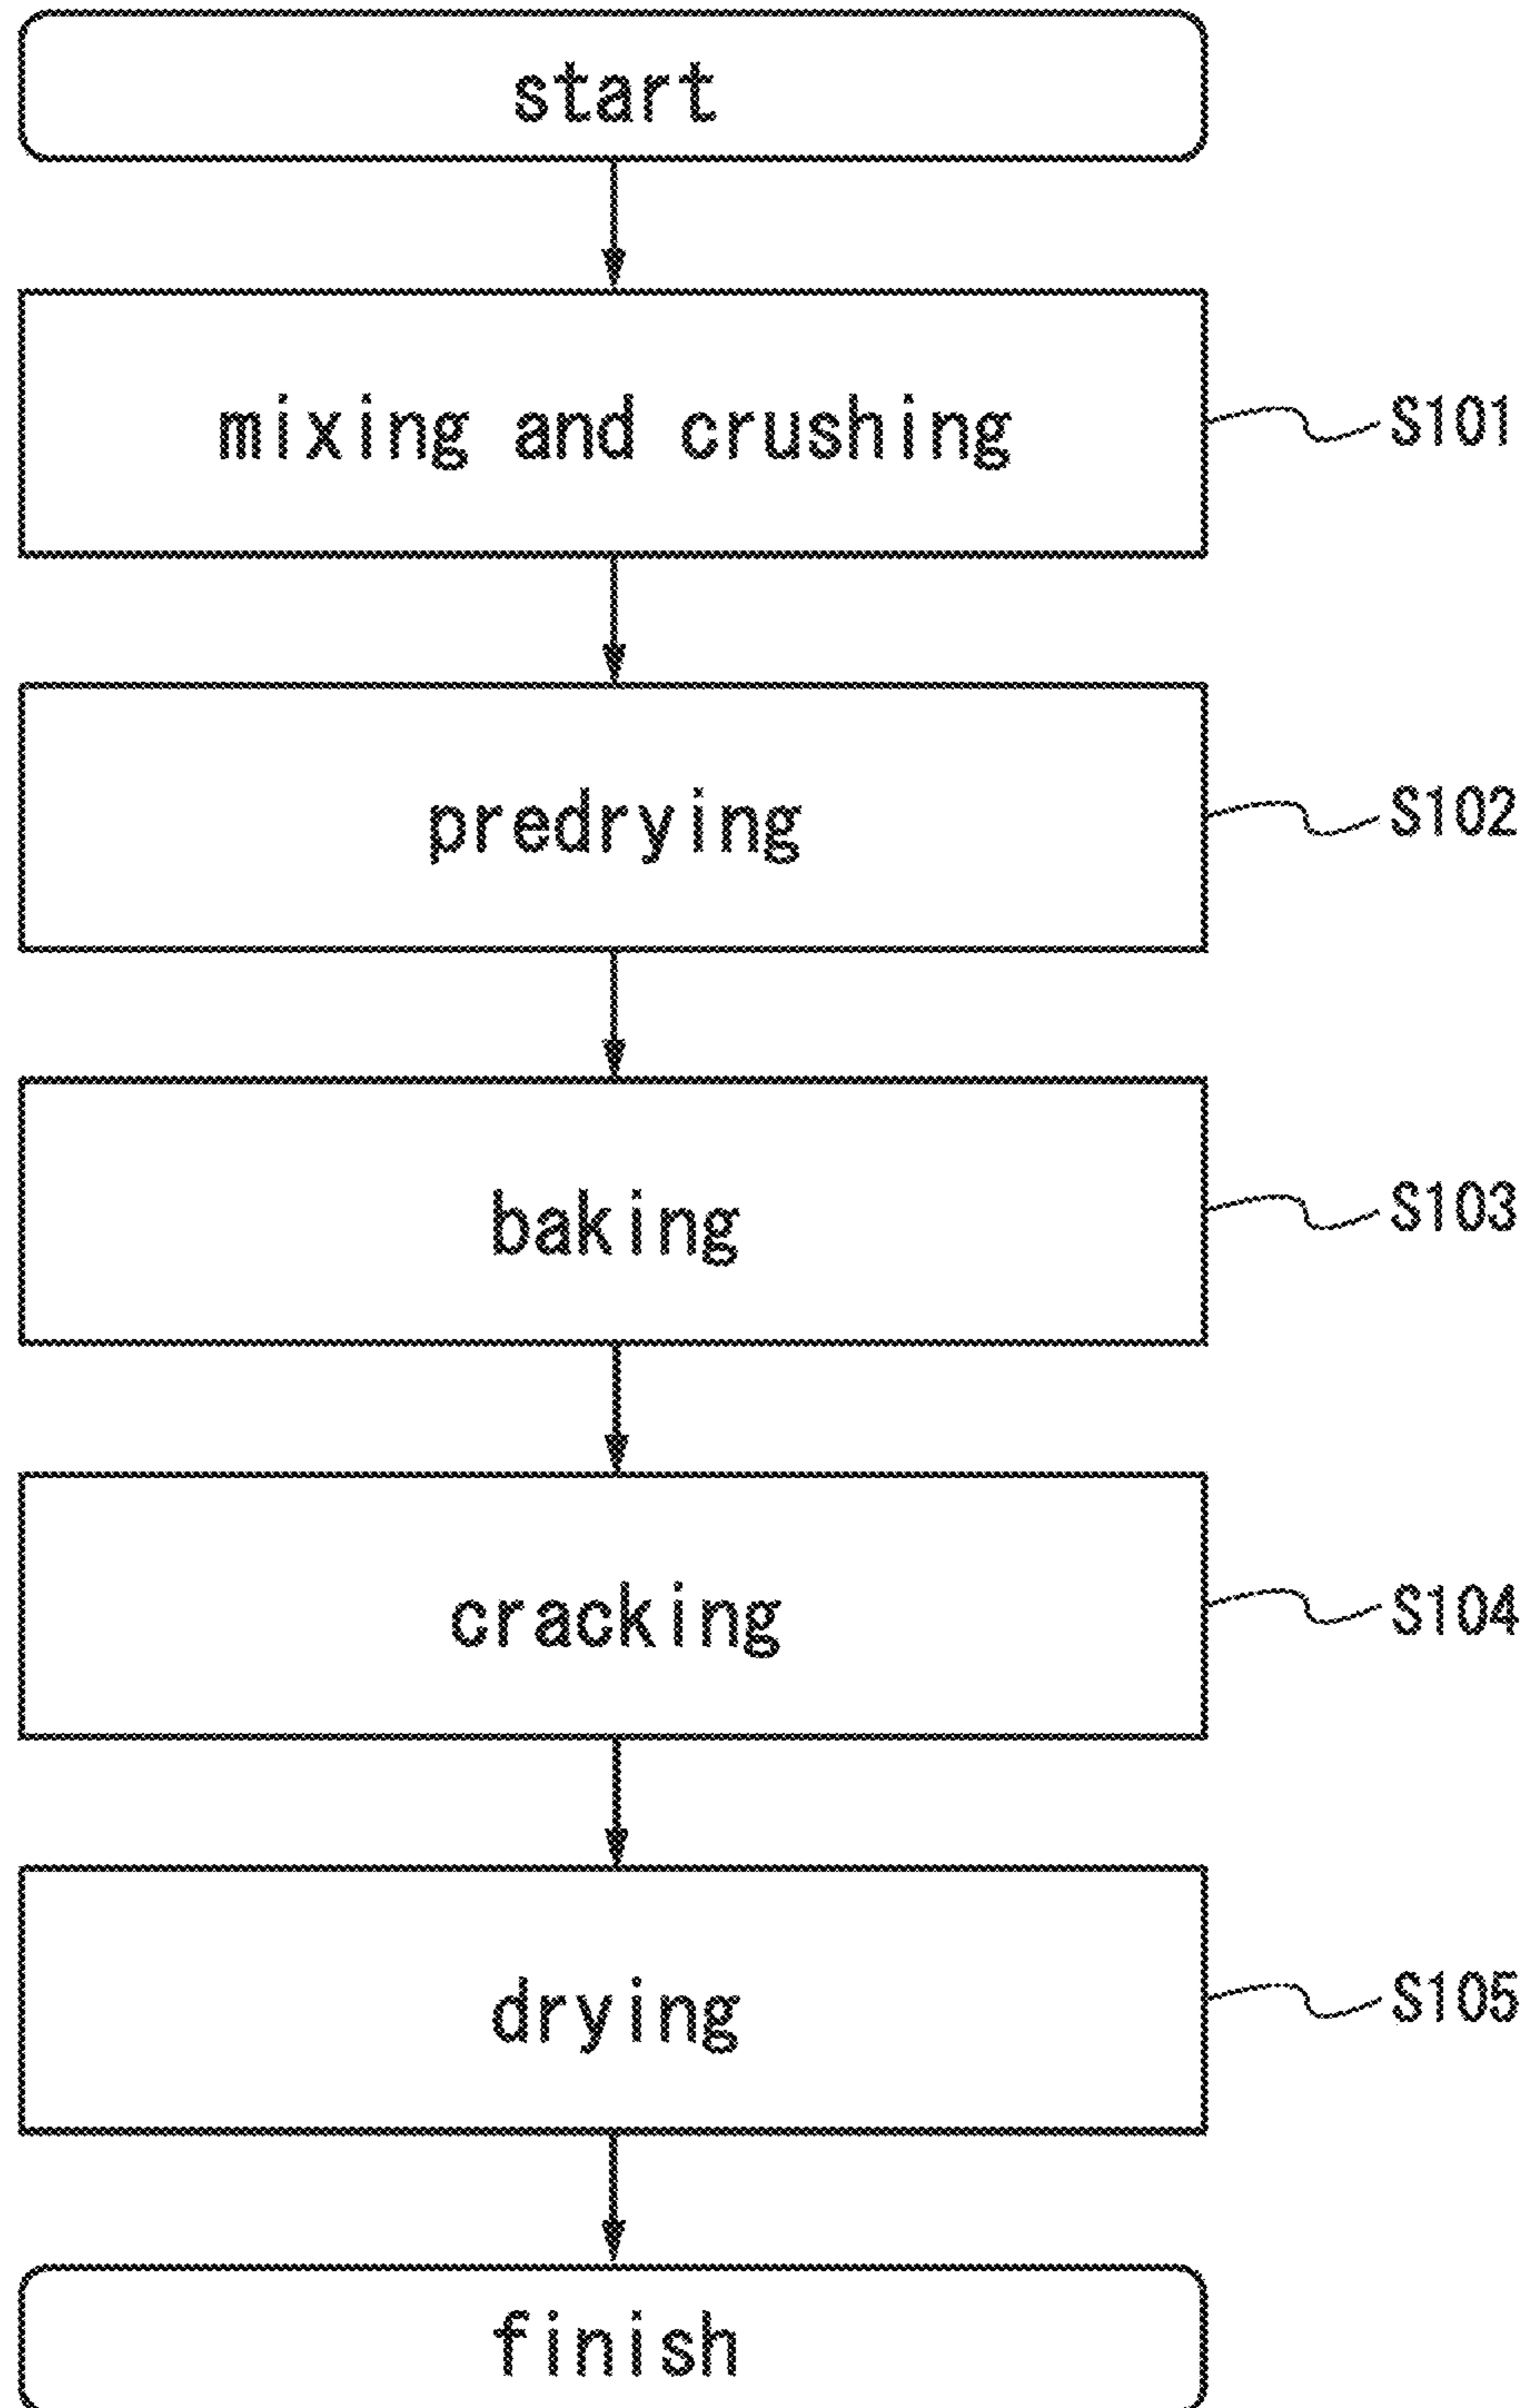 start
mixing and crushing
S101
predrying
S102
baking
S103
cracking
S104
drying
S105
finish